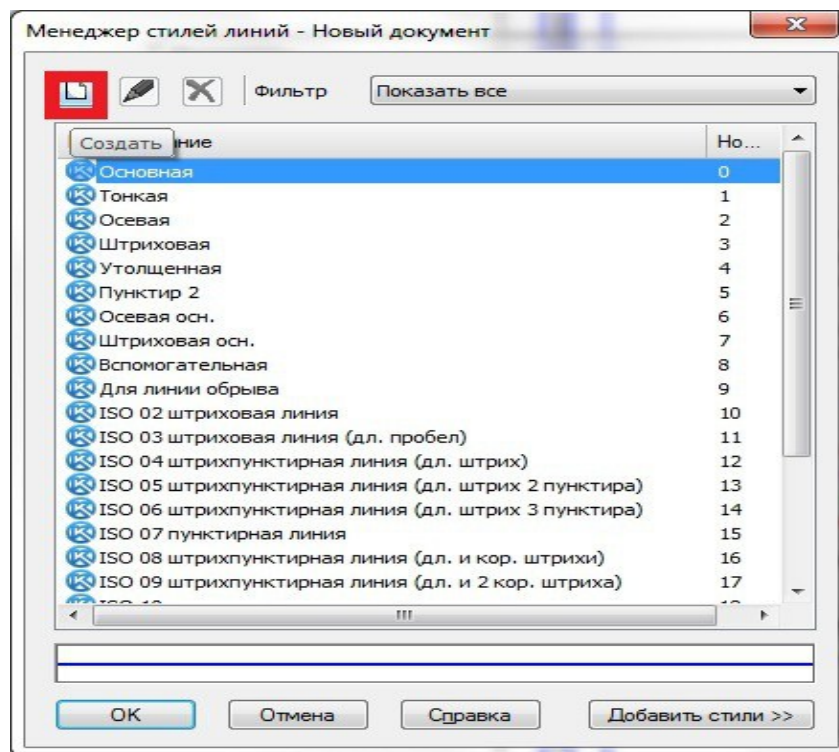 Менеджер стилей линий - Новый документ
Фильтр Показать все
Создать ние Но...
Основная 0
Тонкая 1
Осевая 2
Штриховая 3
Утолщенная 4
Пунктир 2 5
Осевая осн. 6
Штриховая осн. 7
Вспомогательная 8
Для линии обрыва 9
ISO 02 штриховая линия 10
ISO 03 штриховая линия (дл. пробел) 11
ISO 04 штрихпунктирная линия (дл. штрих) 12
ISO 05 штрихпунктирная линия (дл. штрих 2 пунктира) 13
ISO 06 штрихпунктирная линия (дл. штрих 3 пунктира) 14
ISO 07 пунктирная линия 15
ISO 08 штрихпунктирная линия (дл. и кор. штрихи) 16
ISO 09 штрихпунктирная линия (дл. и 2 кор. штриха) 17
OK Отмена Справка Добавить стили >>